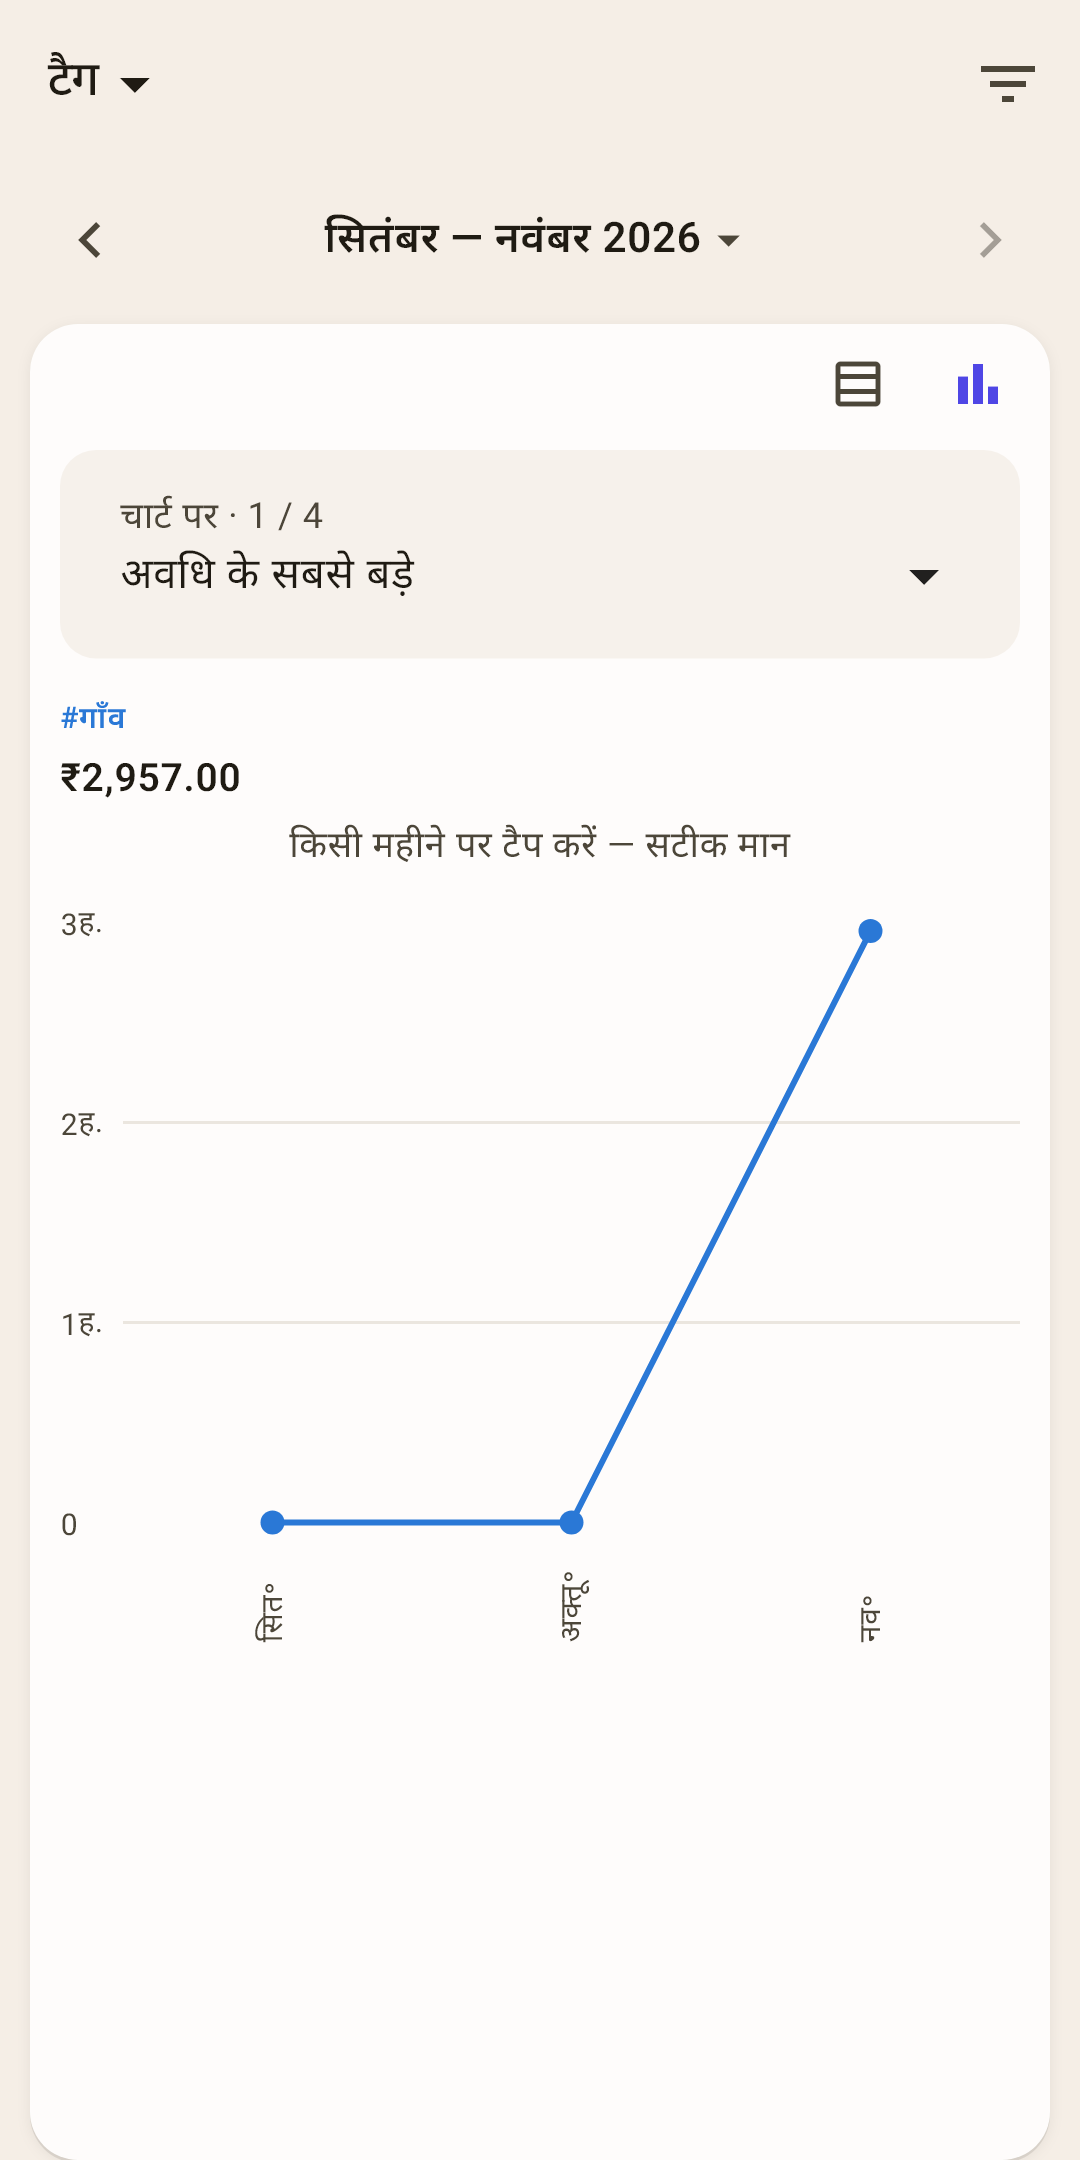 टैग
सितंबर – नवंबर 2026
चार्ट पर · 1 / 4
अवधि के सबसे बड़े
#गाँव
₹2,957.00
किसी महीने पर टैप करें – सटीक मान
3ह.
2ह.
1ह.
0
सित॰
अक्तू॰
नव॰